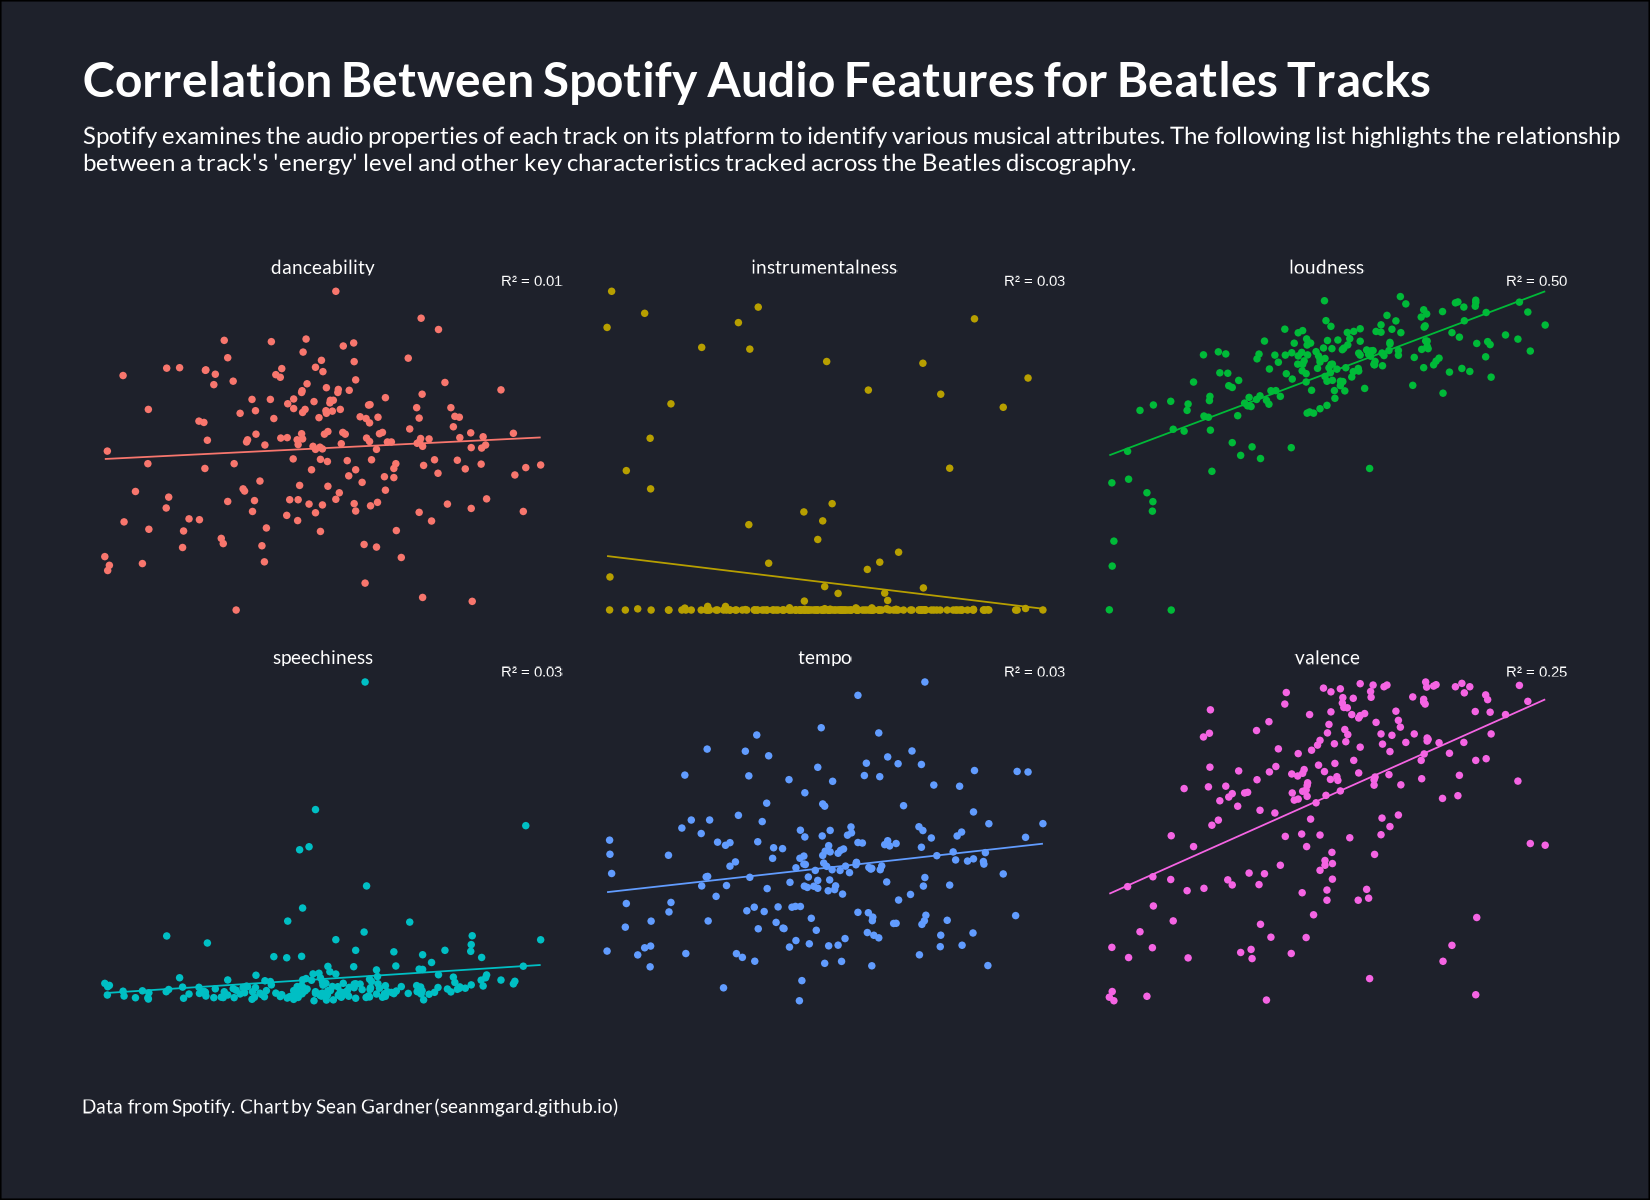 Correlation Between Spotify Audio Features for Beatles Tracks
Spotify examines the audio properties of each track on its platform to identify various musical attributes. The following list highlights the relationship
between a track's 'energy' level and other key characteristics tracked across the Beatles discography.
danceability
R² = 0.01
instrumentalness
R² = 0.03
loudness
R² = 0.50
speechiness
R² = 0.03
tempo
R² = 0.03
valence
R² = 0.25
Data from Spotify. Chart by Sean Gardner(seanmgard.github.io)